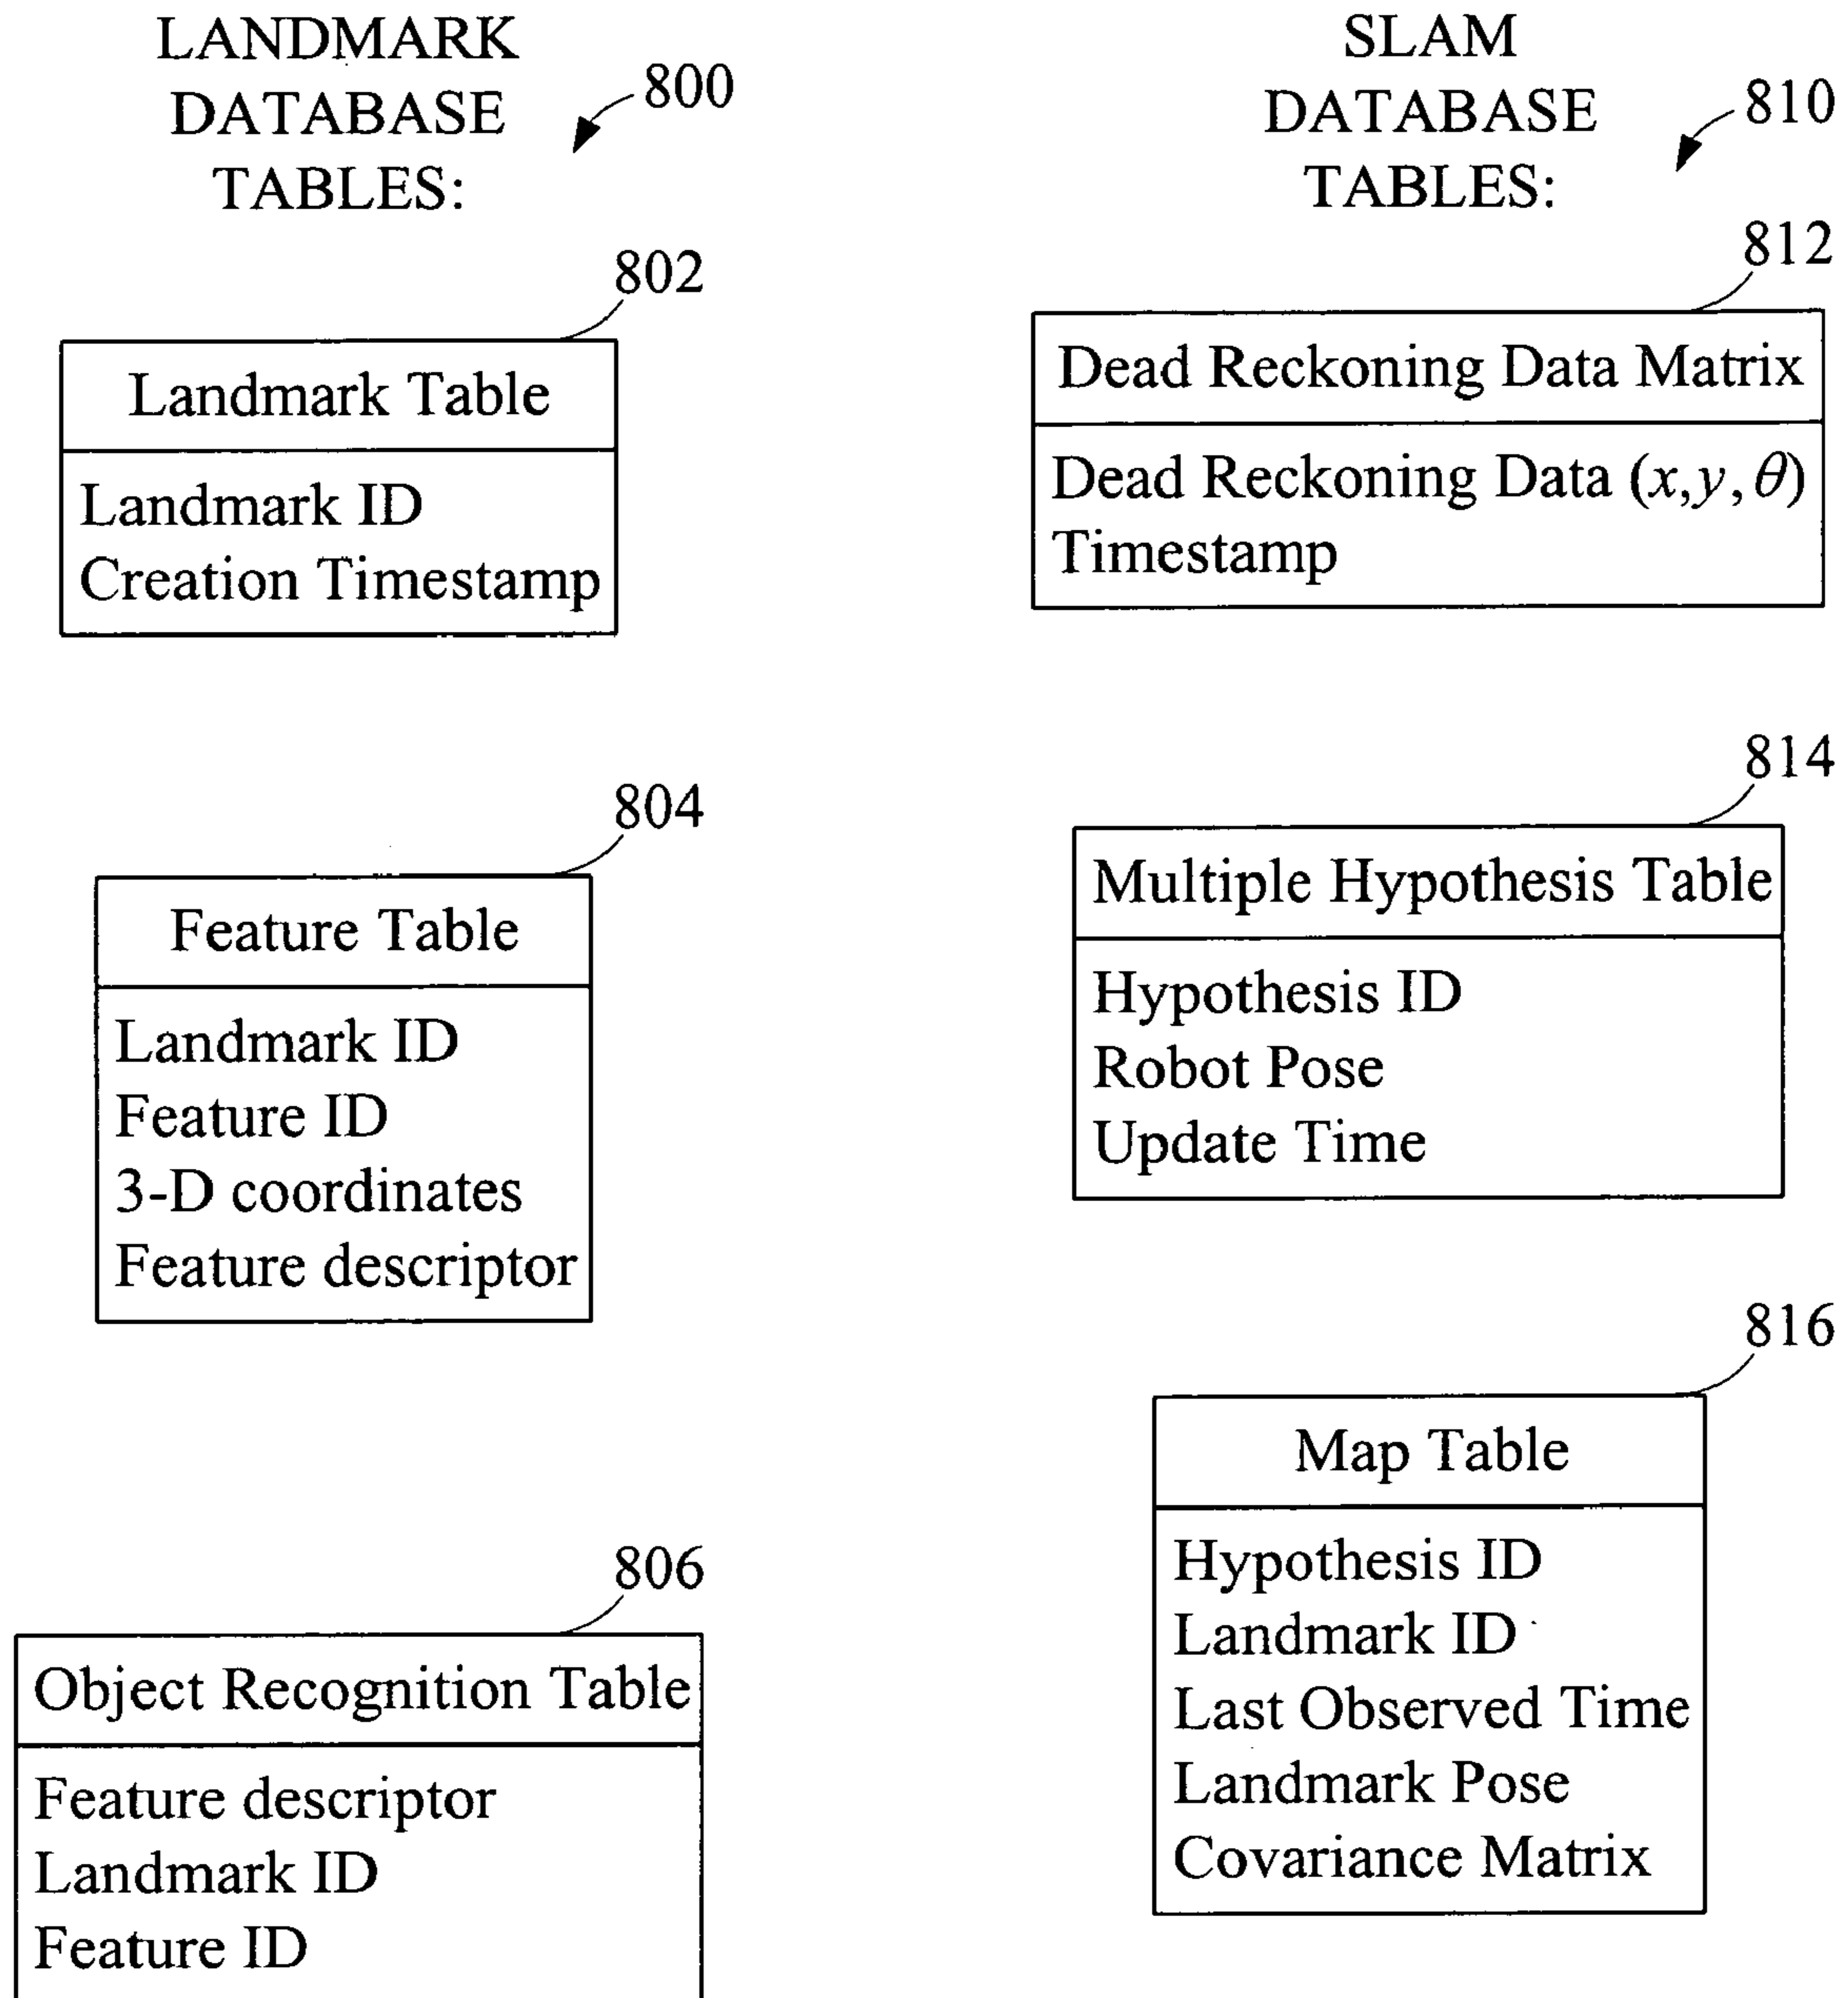 LANDMARK
DATABASE
TABLES:
800
802
Landmark Table
Landmark ID
Creation Timestamp
804
Feature Table
Landmark ID
Feature ID
3-D coordinates
Feature descriptor
806
Object Recognition Table
Feature descriptor
Landmark ID
Feature ID
SLAM
DATABASE
TABLES:
810
812
Dead Reckoning Data Matrix
Dead Reckoning Data (x,y,θ)
Timestamp
814
Multiple Hypothesis Table
Hypothesis ID
Robot Pose
Update Time
816
Map Table
Hypothesis ID
Landmark ID
Last Observed Time
Landmark Pose
Covariance Matrix